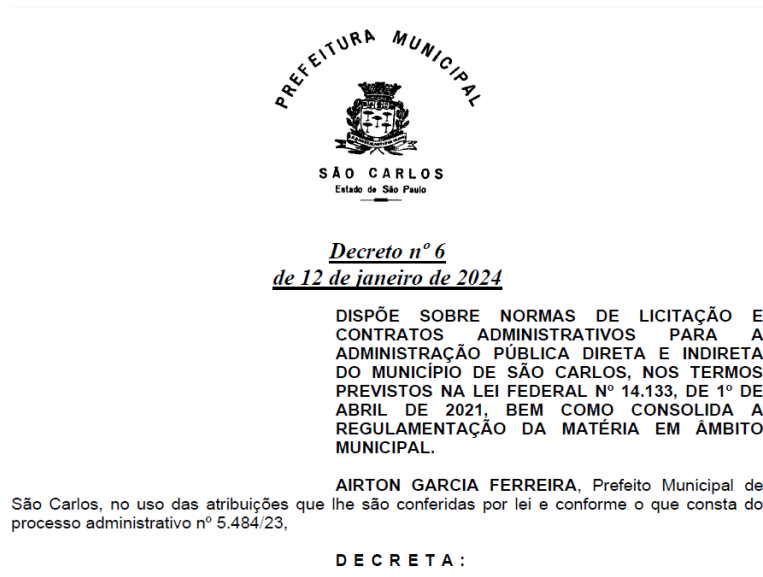 PREFEITURA MUNICIPAL
SÃO CARLOS
Estado de São Paulo
Decreto nº 6
de 12 de janeiro de 2024
DISPÕE SOBRE NORMAS DE LICITAÇÃO E
CONTRATOS ADMINISTRATIVOS PARA A
ADMINISTRAÇÃO PÚBLICA DIRETA E INDIRETA
DO MUNICÍPIO DE SÃO CARLOS, NOS TERMOS
PREVISTOS NA LEI FEDERAL Nº 14.133, DE 1º DE
ABRIL DE 2021, BEM COMO CONSOLIDA A
REGULAMENTAÇÃO DA MATÉRIA EM ÂMBITO
MUNICIPAL.
AIRTON GARCIA FERREIRA, Prefeito Municipal de
São Carlos, no uso das atribuições que lhe são conferidas por lei e conforme o que consta do
processo administrativo nº 5.484/23,
D E C R E T A :